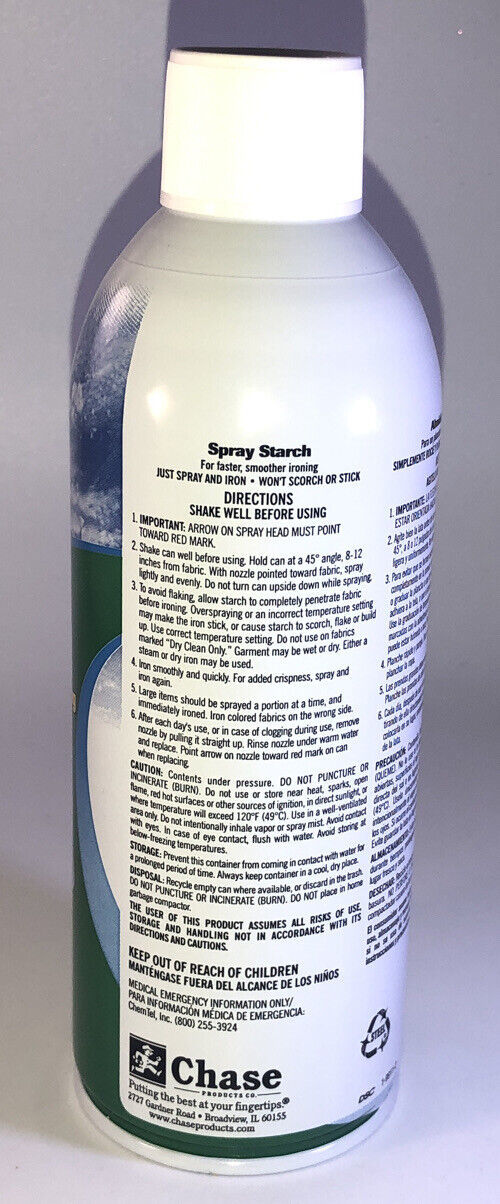 Spray Starch
For faster, smoother ironing
JUST SPRAY AND IRON • WON'T SCORCH OR STICK
DIRECTIONS
SHAKE WELL BEFORE USING
1. IMPORTANT: ARROW ON SPRAY HEAD MUST POINT
TOWARD RED MARK.
2. Shake can well before using. Hold can at a 45° angle, 8-12
inches from fabric. With nozzle pointed toward fabric, spray
lightly and evenly. Do not turn can upside down while spraying.
3. To avoid flaking, allow starch to completely penetrate fabric
before ironing. Overspraying or an incorrect temperature setting
may make the iron stick, or cause starch to scorch, flake or build
up. Use correct temperature setting. Do not use on fabrics
marked "Dry Clean Only." Garment may be wet or dry. Either a
steam or dry iron may be used.
4. Iron smoothly and quickly. For added crispness, spray and
iron again.
5. Large items should be sprayed a portion at a time, and
immediately ironed. Iron colored fabrics on the wrong side.
6. After each day's use, or in case of clogging during use, remove
nozzle by pulling it straight up. Rinse nozzle under warm water
and replace. Point arrow on nozzle toward red mark on can
when replacing.
CAUTION: Contents under pressure. DO NOT PUNCTURE OR
INCINERATE (BURN). Do not use or store near heat, sparks, open
flame, red hot surfaces or other sources of ignition, in direct sunlight, or
where temperature will exceed 120°F (49°C). Use in a well-ventilated
area only. Do not intentionally inhale vapor or spray mist. Avoid contact
with eyes. In case of eye contact, flush with water. Avoid storing at
below-freezing temperatures.
STORAGE: Prevent this container from coming in contact with water for
a prolonged period of time. Always keep container in a cool, dry place.
DISPOSAL: Recycle empty can where available, or discard in the trash.
DO NOT PUNCTURE OR INCINERATE (BURN). DO NOT place in home
garbage compactor.
THE USER OF THIS PRODUCT ASSUMES ALL RISKS OF USE,
STORAGE AND HANDLING NOT IN ACCORDANCE WITH ITS
DIRECTIONS AND CAUTIONS.
KEEP OUT OF REACH OF CHILDREN
MANTÉNGASE FUERA DEL ALCANCE DE LOS NIÑOS
MEDICAL EMERGENCY INFORMATION ONLY/
PARA INFORMACIÓN MÉDICA DE EMERGENCIA:
ChemTel, Inc. (800) 255-3924
Chase
PRODUCTS CO.
Putting the best at your fingertips.®
2727 Gardner Road • Broadview, IL 60155
www.chaseproducts.com
STEEL
DSC